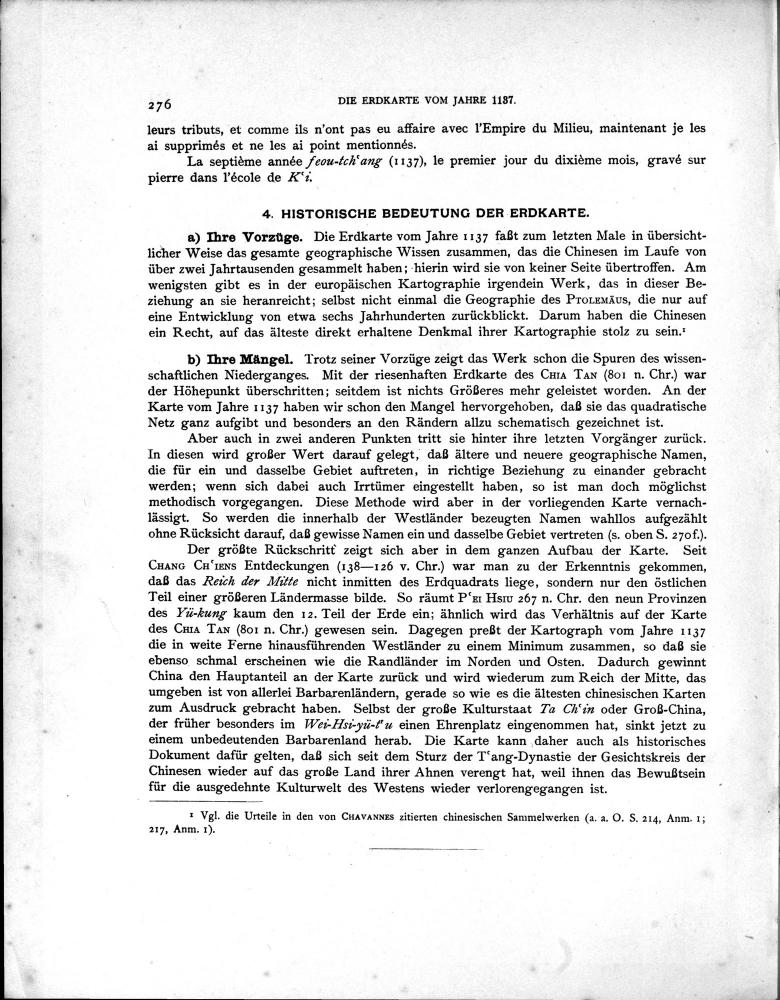 276
DIE ERDKARTE VOM JAHRE 1137.
leurs tributs, et comme ils n'ont pas eu affaire avec l'Empire du Milieu, maintenant je les
ai supprimés et ne les ai point mentionnés.
La septième année feou-tchʽang (1137), le premier jour du dixième mois, gravé sur
pierre dans l'école de Kʽi.
4. HISTORISCHE BEDEUTUNG DER ERDKARTE.
a) Ihre Vorzüge. Die Erdkarte vom Jahre 1137 faßt zum letzten Male in übersicht-
licher Weise das gesamte geographische Wissen zusammen, das die Chinesen im Laufe von
über zwei Jahrtausenden gesammelt haben; hierin wird sie von keiner Seite übertroffen. Am
wenigsten gibt es in der europäischen Kartographie irgendein Werk, das in dieser Be-
ziehung an sie heranreicht; selbst nicht einmal die Geographie des PTOLEMÄUS, die nur auf
eine Entwicklung von etwa sechs Jahrhunderten zurückblickt. Darum haben die Chinesen
ein Recht, auf das älteste direkt erhaltene Denkmal ihrer Kartographie stolz zu sein.¹
b) Ihre Mängel. Trotz seiner Vorzüge zeigt das Werk schon die Spuren des wissen-
schaftlichen Niederganges. Mit der riesenhaften Erdkarte des CHIA TAN (801 n. Chr.) war
der Höhepunkt überschritten; seitdem ist nichts Größeres mehr geleistet worden. An der
Karte vom Jahre 1137 haben wir schon den Mangel hervorgehoben, daß sie das quadratische
Netz ganz aufgibt und besonders an den Rändern allzu schematisch gezeichnet ist.
Aber auch in zwei anderen Punkten tritt sie hinter ihre letzten Vorgänger zurück.
In diesen wird großer Wert darauf gelegt, daß ältere und neuere geographische Namen,
die für ein und dasselbe Gebiet auftreten, in richtige Beziehung zu einander gebracht
werden; wenn sich dabei auch Irrtümer eingestellt haben, so ist man doch möglichst
methodisch vorgegangen. Diese Methode wird aber in der vorliegenden Karte vernach-
lässigt. So werden die innerhalb der Westländer bezeugten Namen wahllos aufgezählt
ohne Rücksicht darauf, daß gewisse Namen ein und dasselbe Gebiet vertreten (s. oben S. 270f.).
Der größte Rückschritt zeigt sich aber in dem ganzen Aufbau der Karte. Seit
CHANG CHʽIENS Entdeckungen (138—126 v. Chr.) war man zu der Erkenntnis gekommen,
daß das Reich der Mitte nicht inmitten des Erdquadrats liege, sondern nur den östlichen
Teil einer größeren Ländermasse bilde. So räumt PʽEI HSIU 267 n. Chr. den neun Provinzen
des Yü-kung kaum den 12. Teil der Erde ein; ähnlich wird das Verhältnis auf der Karte
des CHIA TAN (801 n. Chr.) gewesen sein. Dagegen preßt der Kartograph vom Jahre 1137
die in weite Ferne hinausführenden Westländer zu einem Minimum zusammen, so daß sie
ebenso schmal erscheinen wie die Randländer im Norden und Osten. Dadurch gewinnt
China den Hauptanteil an der Karte zurück und wird wiederum zum Reich der Mitte, das
umgeben ist von allerlei Barbarenländern, gerade so wie es die ältesten chinesischen Karten
zum Ausdruck gebracht haben. Selbst der große Kulturstaat Ta Chʽin oder Groß-China,
der früher besonders im Wei-Hsi-yü-tʽu einen Ehrenplatz eingenommen hat, sinkt jetzt zu
einem unbedeutenden Barbarenland herab. Die Karte kann daher auch als historisches
Dokument dafür gelten, daß sich seit dem Sturz der Tʽang-Dynastie der Gesichtskreis der
Chinesen wieder auf das große Land ihrer Ahnen verengt hat, weil ihnen das Bewußtsein
für die ausgedehnte Kulturwelt des Westens wieder verlorengegangen ist.
¹ Vgl. die Urteile in den von CHAVANNES zitierten chinesischen Sammelwerken (a. a. O. S. 214, Anm. 1;
217, Anm. 1).